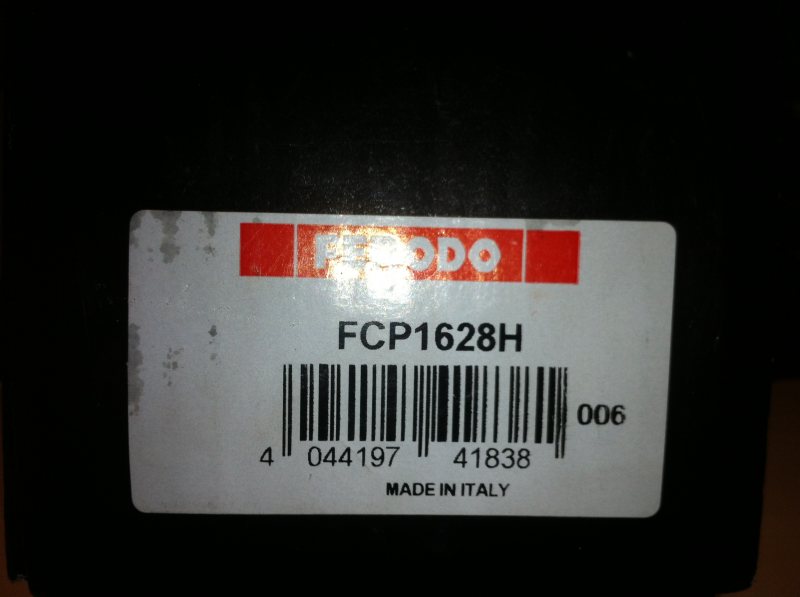 FERODO
FCP1628H
006
4 044197 41838
MADE IN ITALY